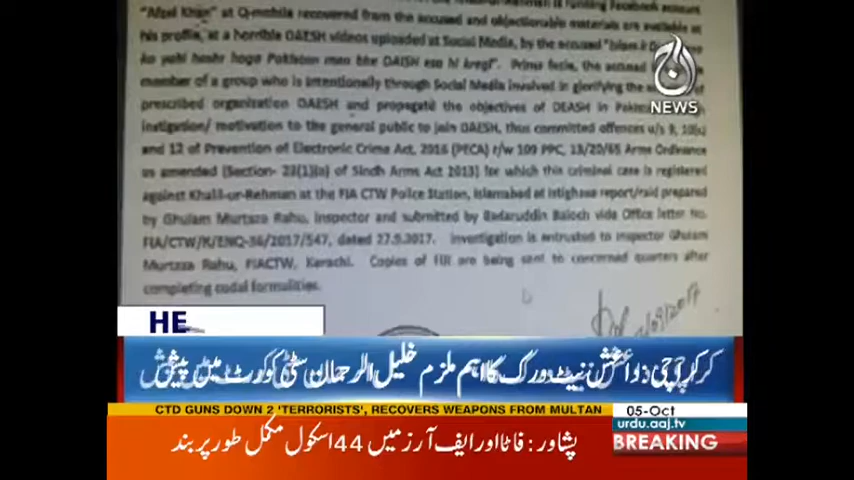 "Afzal Khan" at Q-mobile recovered from the accused and objectionable materials are available at
his profile, at a horrible DAESH videos uploaded at Social Media, by the accused "Islam
ko yahi hashr hoga Pakistan men bhe DAISH esa hi kregi". Prima facie, the accused
member of a group who is intentionally through Social Media involved in glorifying the
prescribed organization DAESH and propagate the objectives of DEASH in
instigation/ motivation to the general public to join DAESH, thus committed offences u/s 9, 10(a)
and 12 of Prevention of Electronic Crime Act, 2016 (PECA) r/w 109 PPC, 13/20/65 Arms Ordinance
as amended (Section- 23(1)(a) of Sindh Arms Act 2013) for which this criminal case is registered
against Khalil-ur-Rehman at the FIA CTW Police Station, Islamabad at Istighasa report/raid prepared
by Ghulam Murtaza Rahu, Inspector and submitted by Badaruddin Baloch vide Office letter No.
FIA/CTW/K/ENQ-56/2017/547, dated 27.9.2017. Investigation is entrusted to Inspector Ghulam
Murtaza Rahu, FIACTW, Karachi. Copies of FIR are being sent to concerned quarters after
completing codal formalities.
NEWS
HE
کراچی: داعش نیٹ ورک کا اہم ملزم خلیل الرحمان سٹی کورٹ میں پیش
CTD GUNS DOWN 2 'TERRORISTS', RECOVERS WEAPONS FROM MULTAN
05-Oct
urdu.aaj.tv
BREAKING
پشاور: فاٹا اور ایف آرز میں 44 اسکول مکمل طور پر بند